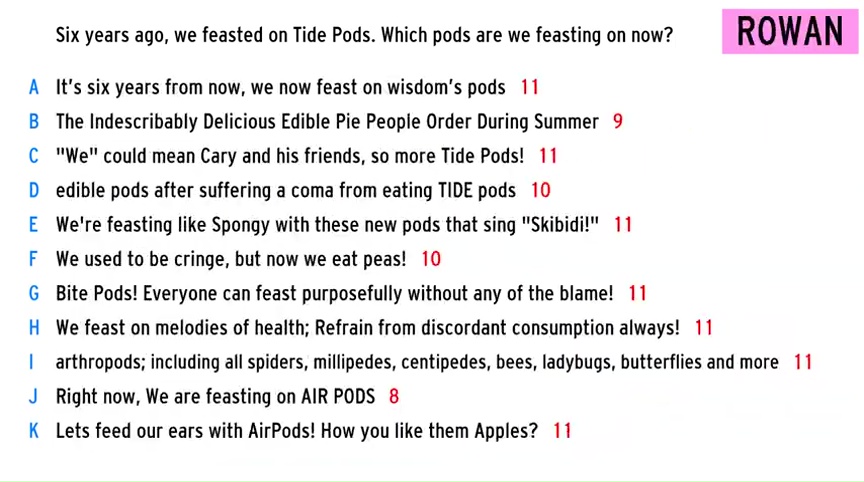 Six years ago, we feasted on Tide Pods. Which pods are we feasting on now?
ROWAN
A It's six years from now, we now feast on wisdom's pods 11
B The Indescribably Delicious Edible Pie People Order During Summer 9
C "We" could mean Cary and his friends, so more Tide Pods! 11
D edible pods after suffering a coma from eating TIDE pods 10
E We're feasting like Spongy with these new pods that sing "Skibidi!" 11
F We used to be cringe, but now we eat peas! 10
G Bite Pods! Everyone can feast purposefully without any of the blame! 11
H We feast on melodies of health; Refrain from discordant consumption always! 11
I arthropods; including all spiders, millipedes, centipedes, bees, ladybugs, butterflies and more 11
J Right now, We are feasting on AIR PODS 8
K Lets feed our ears with AirPods! How you like them Apples? 11